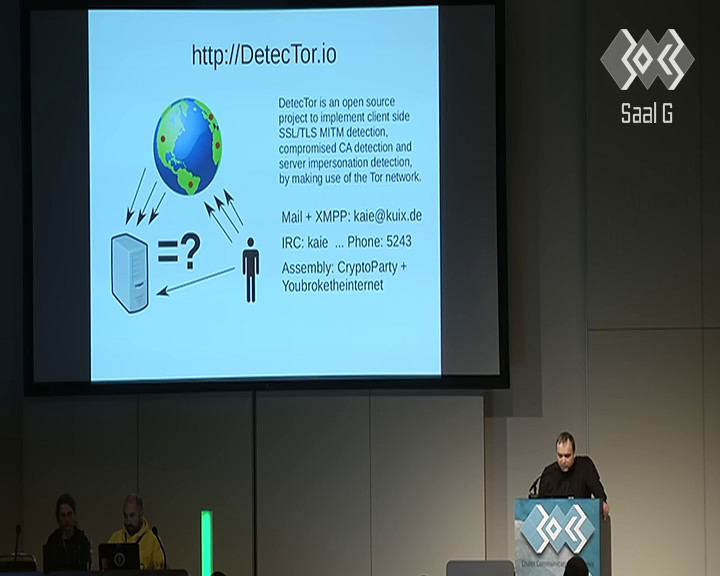 http://DetecTor.io
DetecTor is an open source
project to implement client side
SSL/TLS MITM detection,
compromised CA detection and
server impersonation detection,
by making use of the Tor network.
=?
Mail + XMPP: kaie@kuix.de
IRC: kaie ... Phone: 5243
Assembly: CryptoParty +
Youbroketheinternet
Saal G